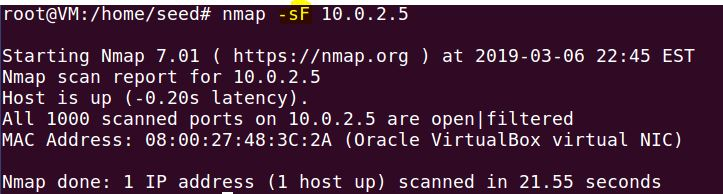 root@VM:/home/seed# nmap -sF 10.0.2.5
Starting Nmap 7.01 ( https://nmap.org ) at 2019-03-06 22:45 EST
Nmap scan report for 10.0.2.5
Host is up (-0.20s latency).
All 1000 scanned ports on 10.0.2.5 are open|filtered
MAC Address: 08:00:27:48:3C:2A (Oracle VirtualBox virtual NIC)
Nmap done: 1 IP address (1 host up) scanned in 21.55 seconds